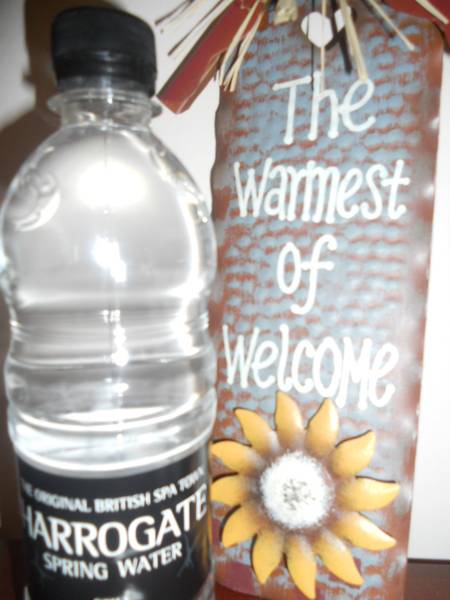 The
Warmest
of
Welcome
THE ORIGINAL BRITISH SPA TOWN
HARROGATE
SPRING WATER